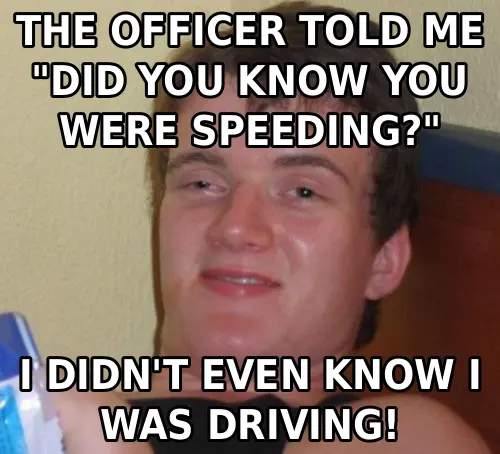 THE OFFICER TOLD ME
"DID YOU KNOW YOU
WERE SPEEDING?"
I DIDN'T EVEN KNOW I
WAS DRIVING!